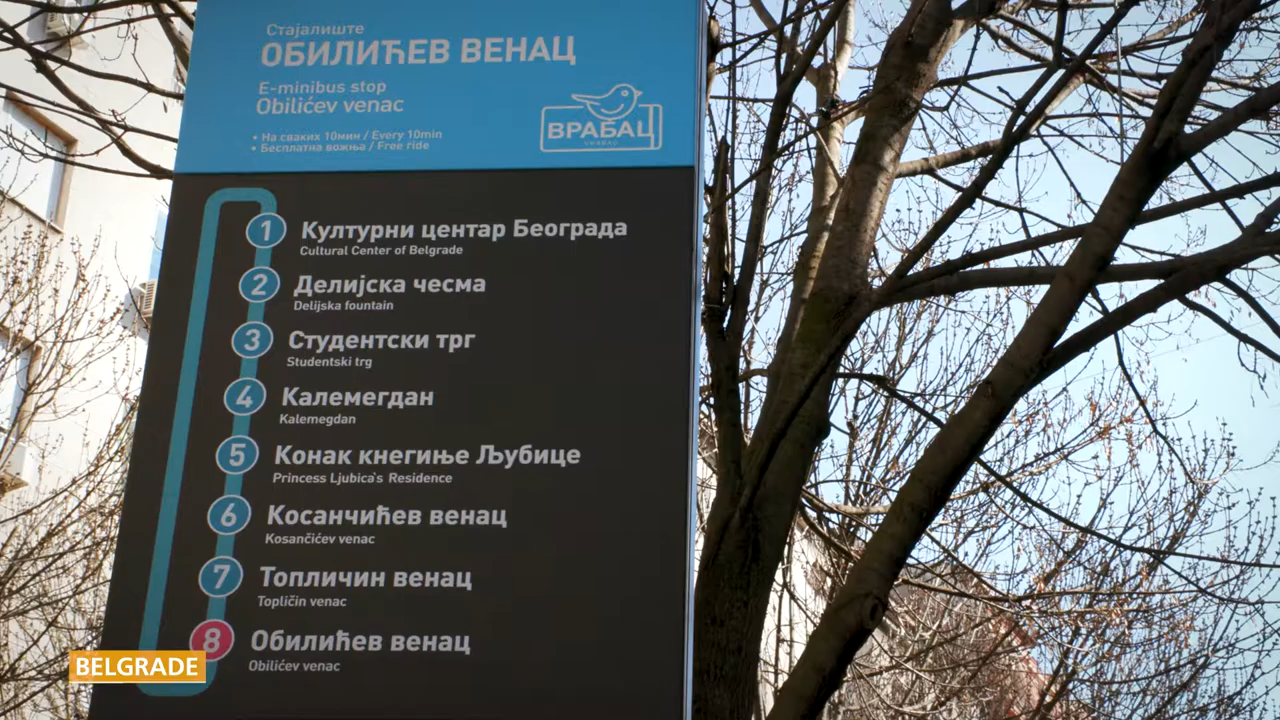 Стајалиште
ОБИЛИЋЕВ ВЕНАЦ
E-minibus stop
Obilićev venac
• На сваких 10мин / Every 10min
• Бесплатна вожња / Free ride
ВРАБАЦ
1 Културни центар Београда
Cultural Center of Belgrade
2 Делијска чесма
Delijska fountain
3 Студентски трг
Studentski trg
4 Калемегдан
Kalemegdan
5 Конак кнегиње Љубице
Princess Ljubica`s Residence
6 Косанчићев венац
Kosančićev venac
7 Топличин венац
Topličin venac
8 Обилићев венац
Obilićev venac
BELGRADE